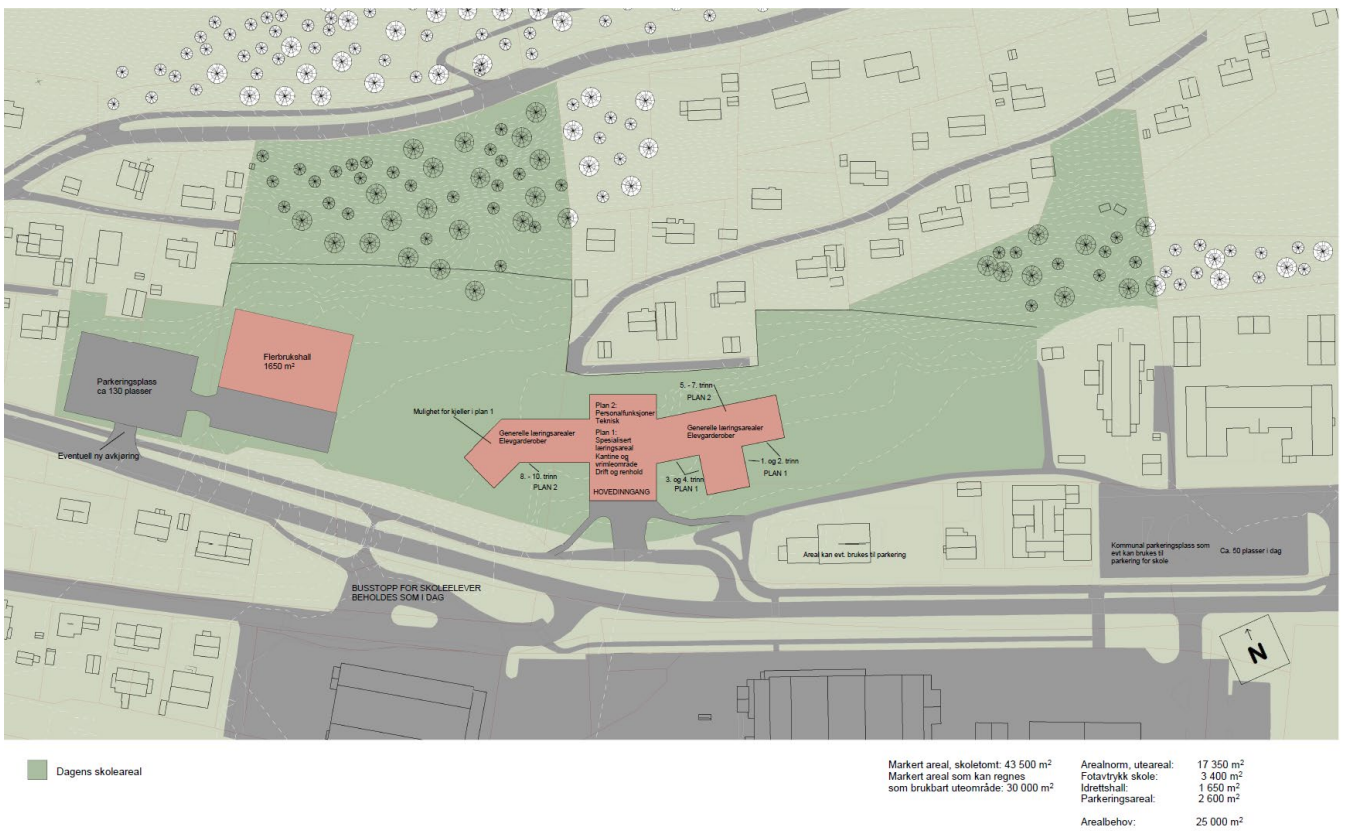 Flerbrukshall
1650 m²
Parkeringsplass
ca 130 plasser
Eventuell ny avkjøring
Mulighet for kjeller i plan 1
Generelle læringsarealer
Elevgarderober
8. - 10. trinn
PLAN 2
Plan 2:
Personalfunksjoner
Teknisk
Plan 1:
Spesialisert
læringsareal
Kantine og
vrimleområde
Drift og renhold
HOVEDINNGANG
5. - 7. trinn
PLAN 2
Generelle læringsarealer
Elevgarderober
1. og 2. trinn
PLAN 1
3. og 4. trinn
PLAN 1
Areal kan evt. brukes til parkering
Kommunal parkeringsplass som
evt kan brukes til
parkering for skole
Ca. 50 plasser i dag
BUSSTOPP FOR SKOLEELEVER
BEHOLDES SOM I DAG
N
Dagens skoleareal
Markert areal, skoletomt: 43 500 m²
Markert areal som kan regnes
som brukbart uteområde: 30 000 m²
Arealnorm, uteareal: 17 350 m²
Fotavtrykk skole: 3 400 m²
Idrettshall: 1 650 m²
Parkeringsareal: 2 600 m²
Arealbehov: 25 000 m²